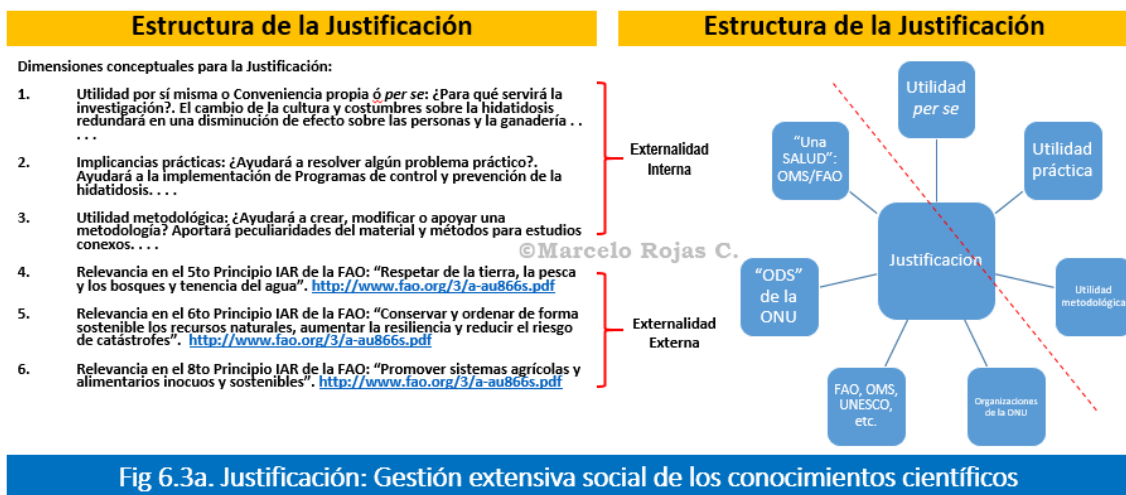 Estructura de la Justificación
Dimensiones conceptuales para la Justificación:
1. Utilidad por sí misma o Conveniencia propia ó per se: ¿Para qué servirá la
investigación?. El cambio de la cultura y costumbres sobre la hidatidosis
redundará en una disminución de efecto sobre las personas y la ganadería . .
. . .
2. Implicancias prácticas: ¿Ayudará a resolver algún problema práctico?.
Ayudará a la implementación de Programas de control y prevención de la
hidatidosis. . . .
3. Utilidad metodológica: ¿Ayudará a crear, modificar o apoyar una
metodología? Aportará peculiaridades del material y métodos para estudios
conexos. . . .
4. Relevancia en el 5to Principio IAR de la FAO: “Respetar de la tierra, la pesca
y los bosques y tenencia del agua”. http://www.fao.org/3/a-au866s.pdf
5. Relevancia en el 6to Principio IAR de la FAO: “Conservar y ordenar de forma
sostenible los recursos naturales, aumentar la resiliencia y reducir el riesgo
de catástrofes”. http://www.fao.org/3/a-au866s.pdf
6. Relevancia en el 8to Principio IAR de la FAO: “Promover sistemas agrícolas y
alimentarios inocuos y sostenibles”. http://www.fao.org/3/a-au866s.pdf
Externalidad
Interna
Externalidad
Externa
©Marcelo Rojas C.
Estructura de la Justificación
Utilidad
per se
Utilidad
práctica
Utilidad
metodológica
Organizaciones
de la ONU
FAO, OMS,
UNESCO,
etc.
“ODS”
de la
ONU
“Una
SALUD”:
OMS/FAO
Justificación
Fig 6.3a. Justificación: Gestión extensiva social de los conocimientos científicos